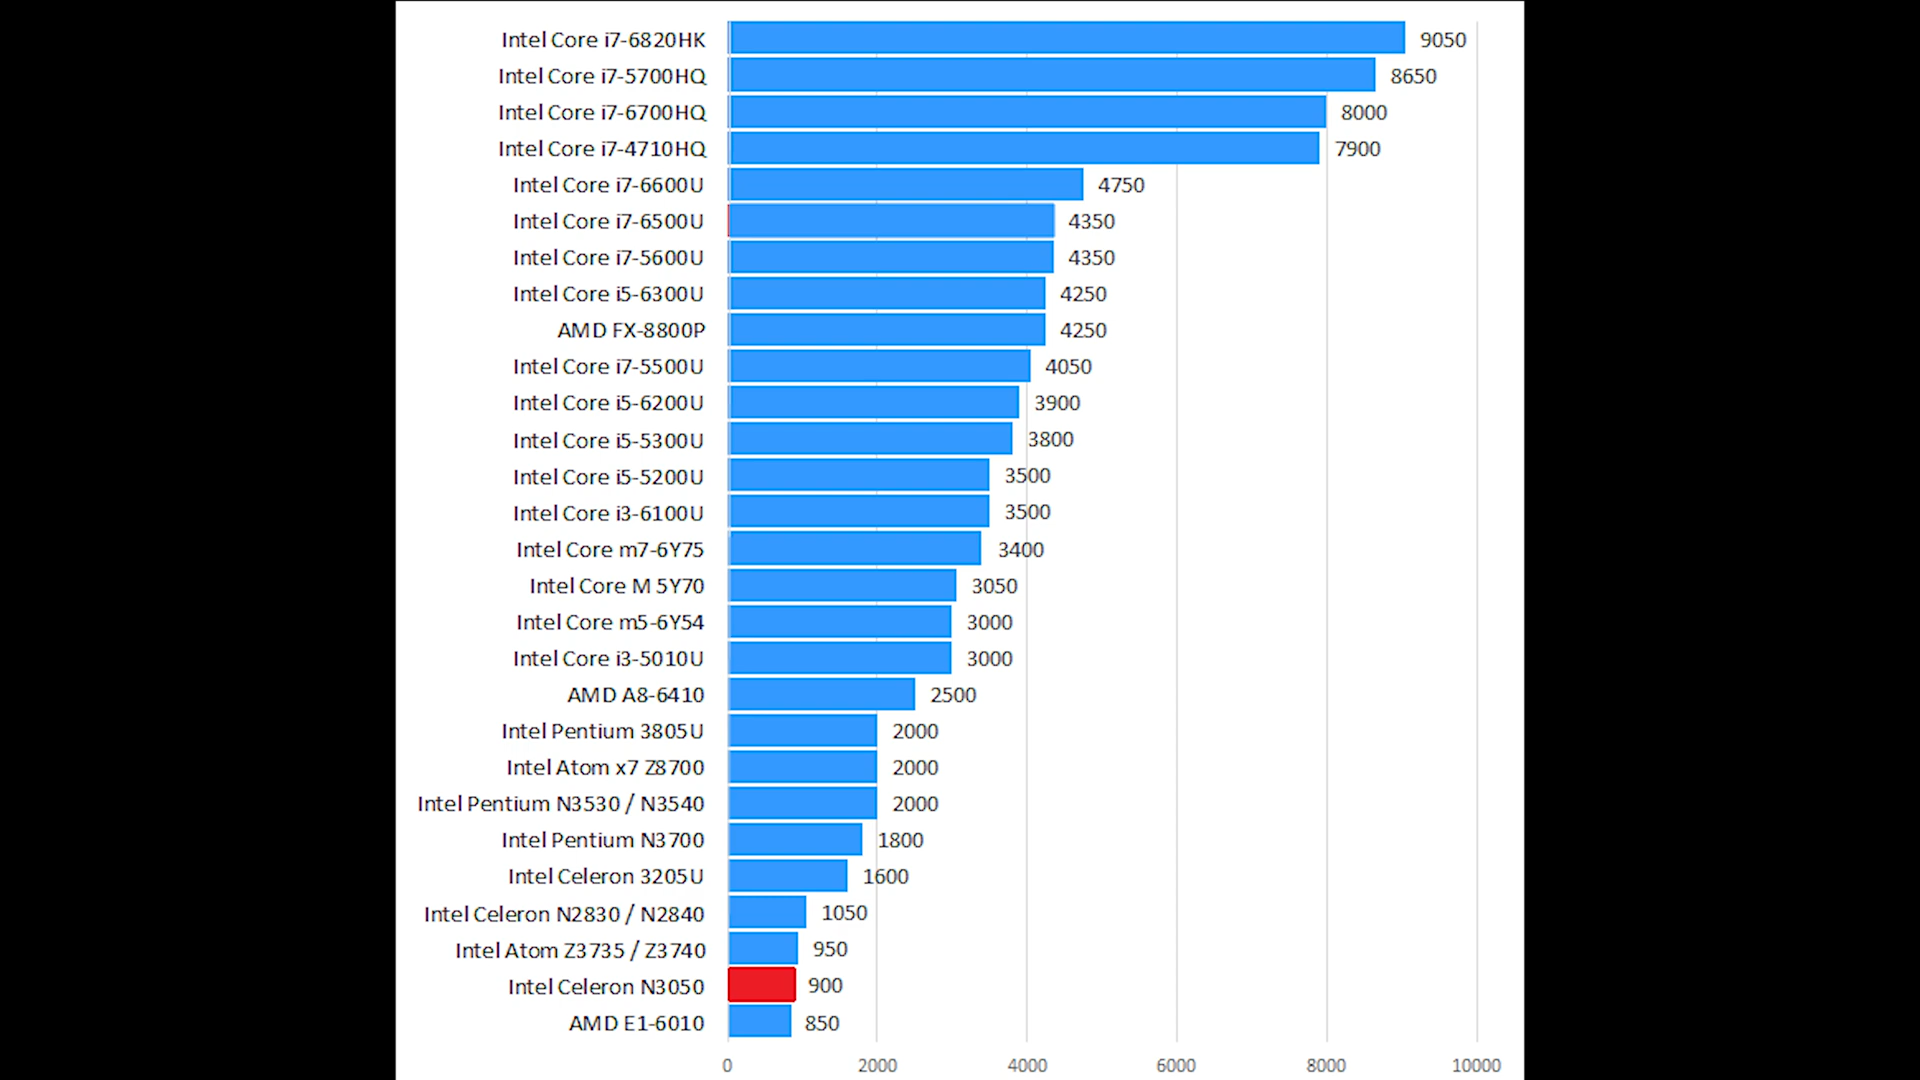 Intel Core i7-6820HK 9050
Intel Core i7-5700HQ 8650
Intel Core i7-6700HQ 8000
Intel Core i7-4710HQ 7900
Intel Core i7-6600U 4750
Intel Core i7-6500U 4350
Intel Core i7-5600U 4350
Intel Core i5-6300U 4250
AMD FX-8800P 4250
Intel Core i7-5500U 4050
Intel Core i5-6200U 3900
Intel Core i5-5300U 3800
Intel Core i5-5200U 3500
Intel Core i3-6100U 3500
Intel Core m7-6Y75 3400
Intel Core M 5Y70 3050
Intel Core m5-6Y54 3000
Intel Core i3-5010U 3000
AMD A8-6410 2500
Intel Pentium 3805U 2000
Intel Atom x7 Z8700 2000
Intel Pentium N3530 / N3540 2000
Intel Pentium N3700 1800
Intel Celeron 3205U 1600
Intel Celeron N2830 / N2840 1050
Intel Atom Z3735 / Z3740 950
Intel Celeron N3050 900
AMD E1-6010 850
0 2000 4000 6000 8000 10000